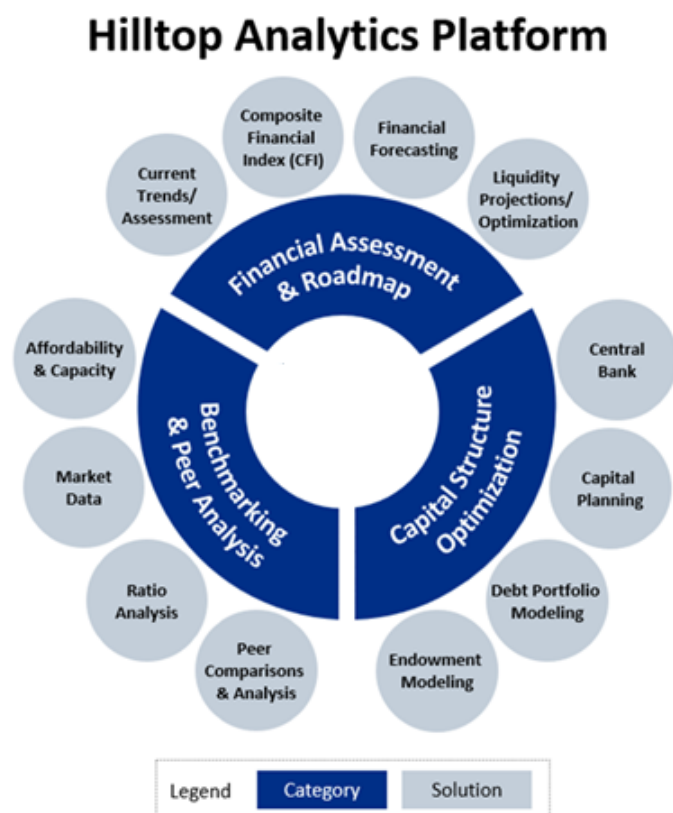 Hilltop Analytics Platform
Composite
Financial
Index (CFI)
Financial
Forecasting
Current
Trends/
Assessment
Liquidity
Projections/
Optimization
Financial Assessment
& Roadmap
Affordability
& Capacity
Central
Bank
Benchmarking
& Peer Analysis
Capital Structure
Optimization
Market
Data
Capital
Planning
Ratio
Analysis
Debt Portfolio
Modeling
Peer
Comparisons
& Analysis
Endowment
Modeling
Legend
Category
Solution